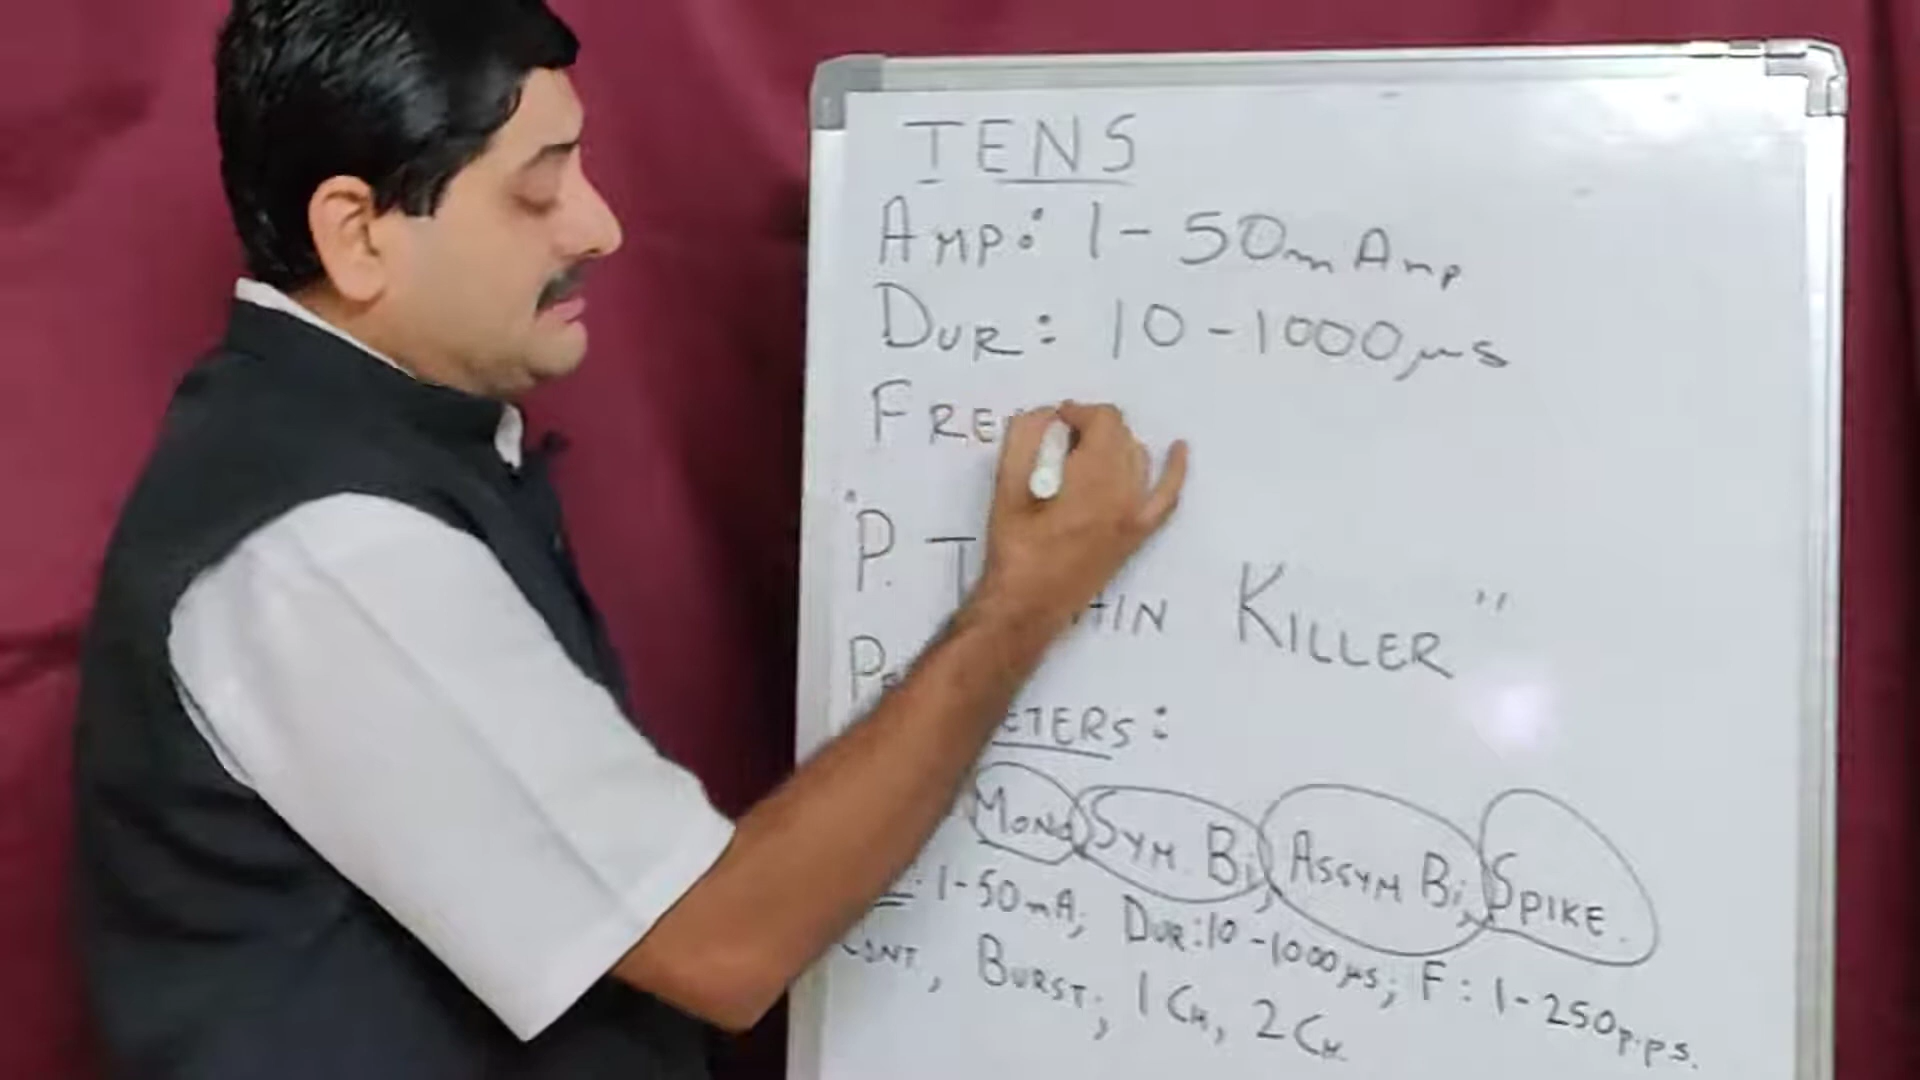 TENS
AMP: 1-50mAmp
DUR: 10-1000μs
FRE
KILLER"
ETERS:
MONO, SYM. Bi, ASSYM Bi, SPIKE.
1-50mA; DUR:10-1000μs; F: 1-250p.p.s.
CONT, BURST; 1CH, 2CH